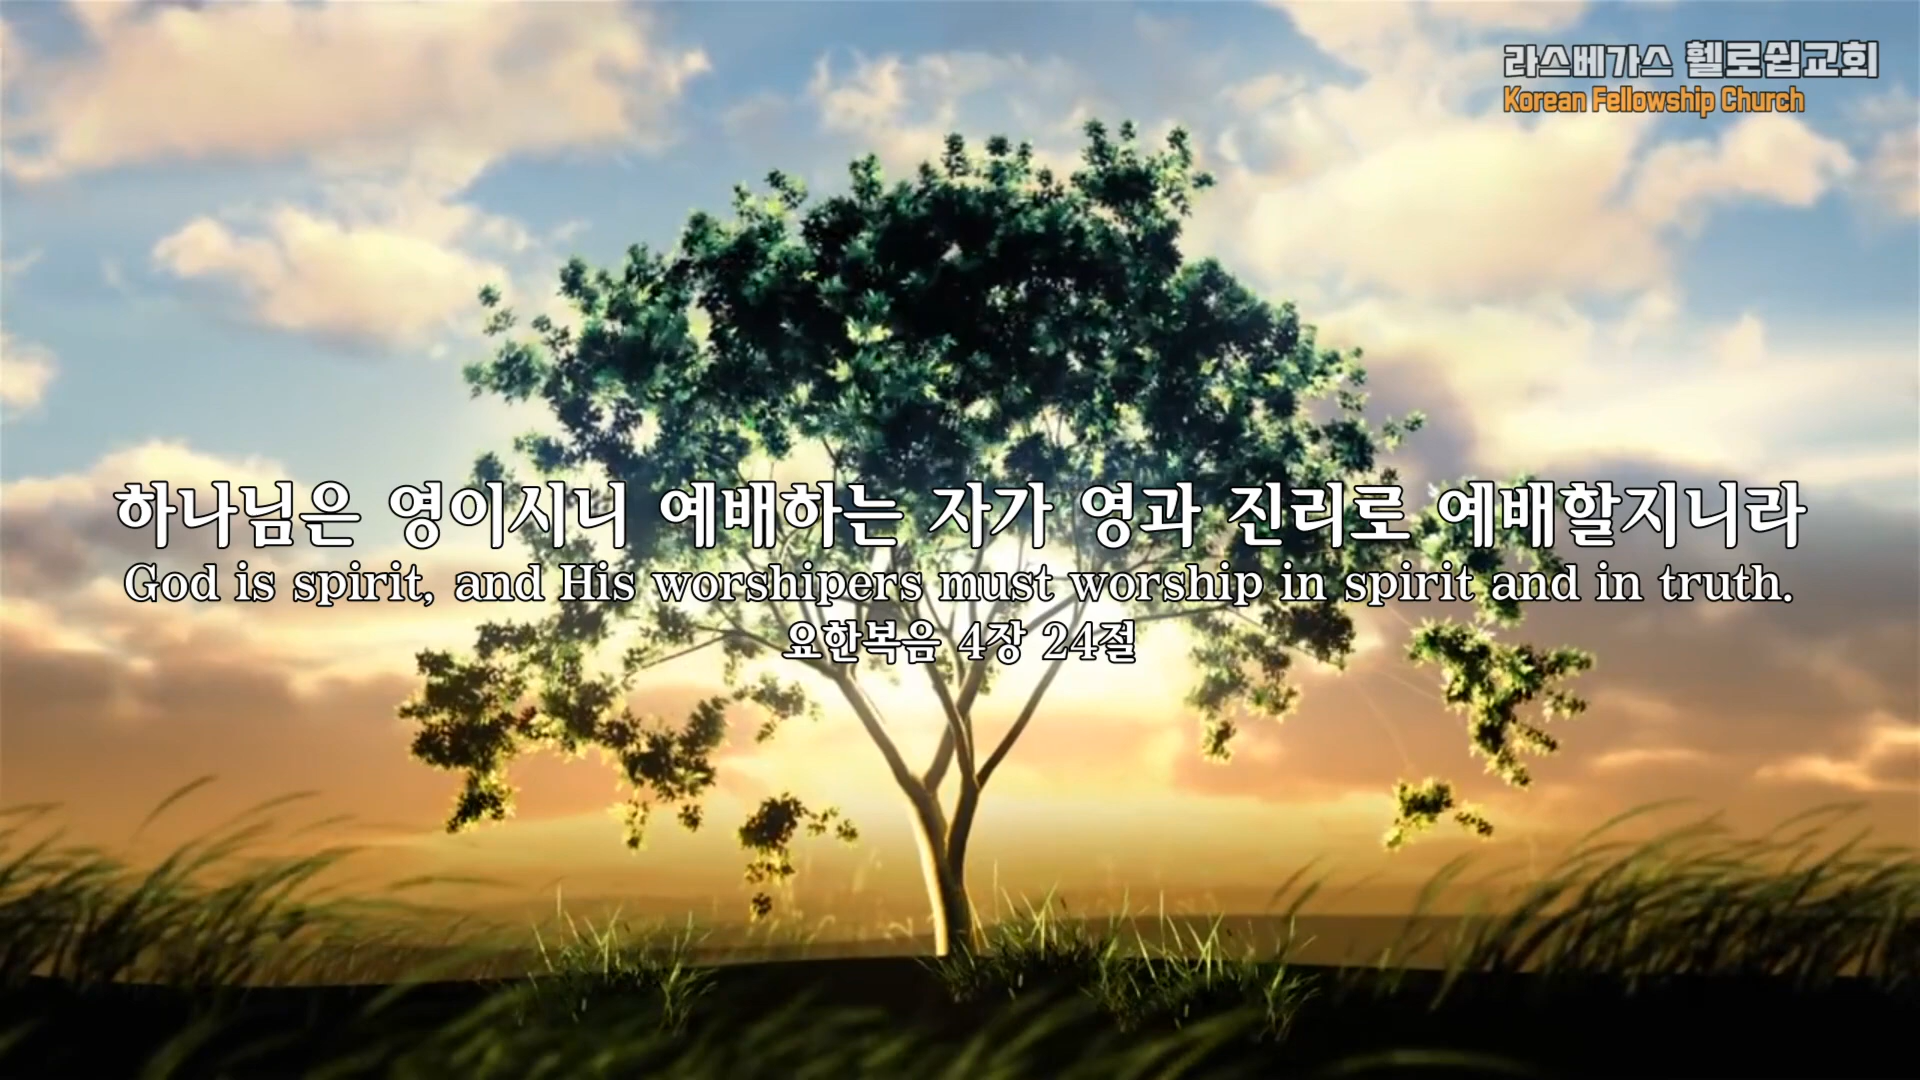 라스베가스 휄로쉽교회
Korean Fellowship Church
하나님은 영이시니 예배하는 자가 영과 진리로 예배할지니라
God is spirit, and His worshipers must worship in spirit and in truth.
요한복음 4장 24절